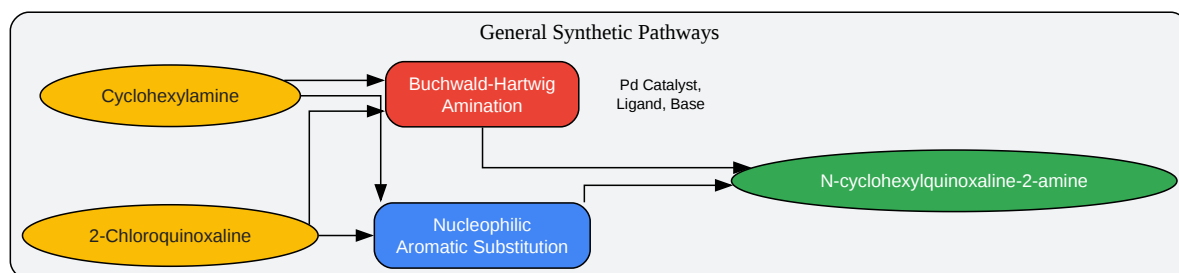 General Synthetic Pathways
Cyclohexylamine
Buchwald-Hartwig
Amination
Pd Catalyst,
Ligand, Base
N-cyclohexylquinoxaline-2-amine
2-Chloroquinoxaline
Nucleophilic
Aromatic Substitution